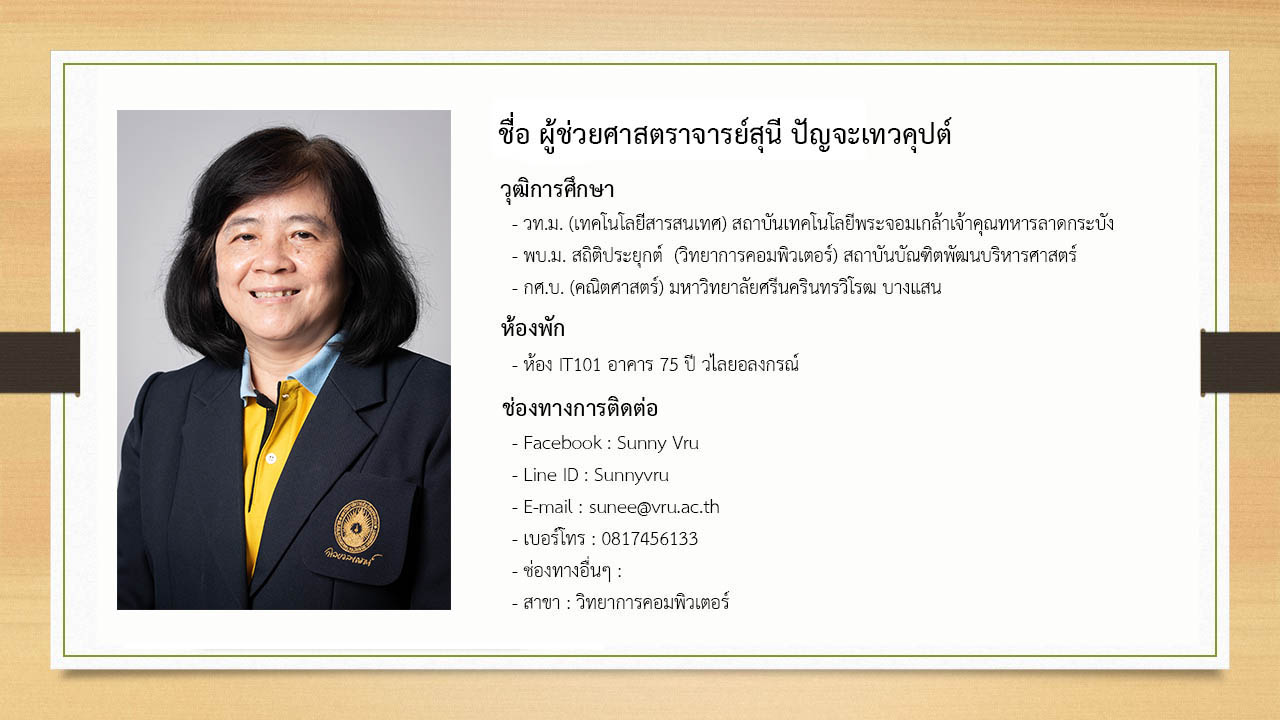 ชื่อ ผู้ช่วยศาสตราจารย์สุนี ปัญจะเทวคุปต์
วุฒิการศึกษา
- วท.ม. (เทคโนโลยีสารสนเทศ) สถาบันเทคโนโลยีพระจอมเกล้าเจ้าคุณทหารลาดกระบัง
- พบ.ม. สถิติประยุกต์ (วิทยาการคอมพิวเตอร์) สถาบันบัณฑิตพัฒนบริหารศาสตร์
- กศ.บ. (คณิตศาสตร์) มหาวิทยาลัยศรีนครินทรวิโรฒ บางแสน
ห้องพัก
- ห้อง IT101 อาคาร 75 ปี วไลยอลงกรณ์
ช่องทางการติดต่อ
- Facebook : Sunny Vru
- Line ID : Sunnyvru
- E-mail : sunee@vru.ac.th
- เบอร์โทร : 0817456133
- ช่องทางอื่นๆ :
- สาขา : วิทยาการคอมพิวเตอร์